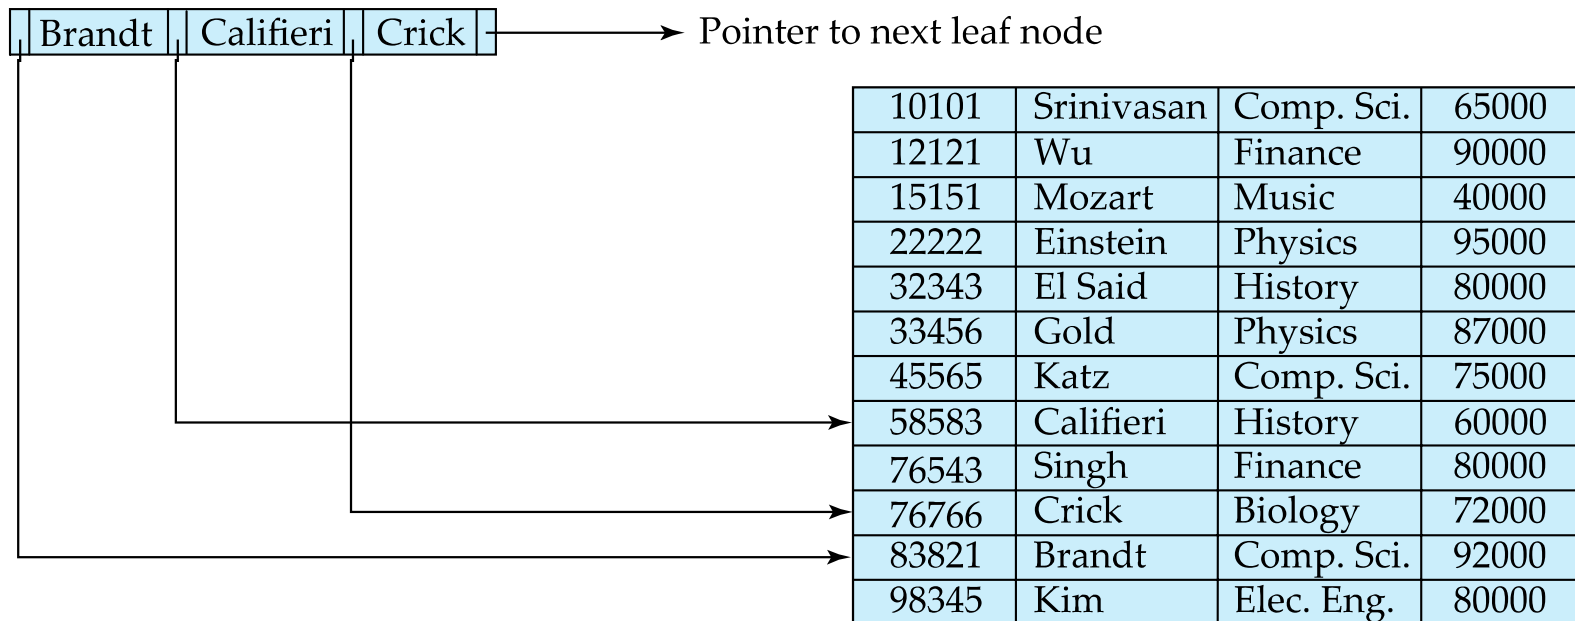 Brandt Califieri Crick Pointer to next leaf node
10101 Srinivasan Comp. Sci. 65000
12121 Wu Finance 90000
15151 Mozart Music 40000
22222 Einstein Physics 95000
32343 El Said History 80000
33456 Gold Physics 87000
45565 Katz Comp. Sci. 75000
58583 Califieri History 60000
76543 Singh Finance 80000
76766 Crick Biology 72000
83821 Brandt Comp. Sci. 92000
98345 Kim Elec. Eng. 80000